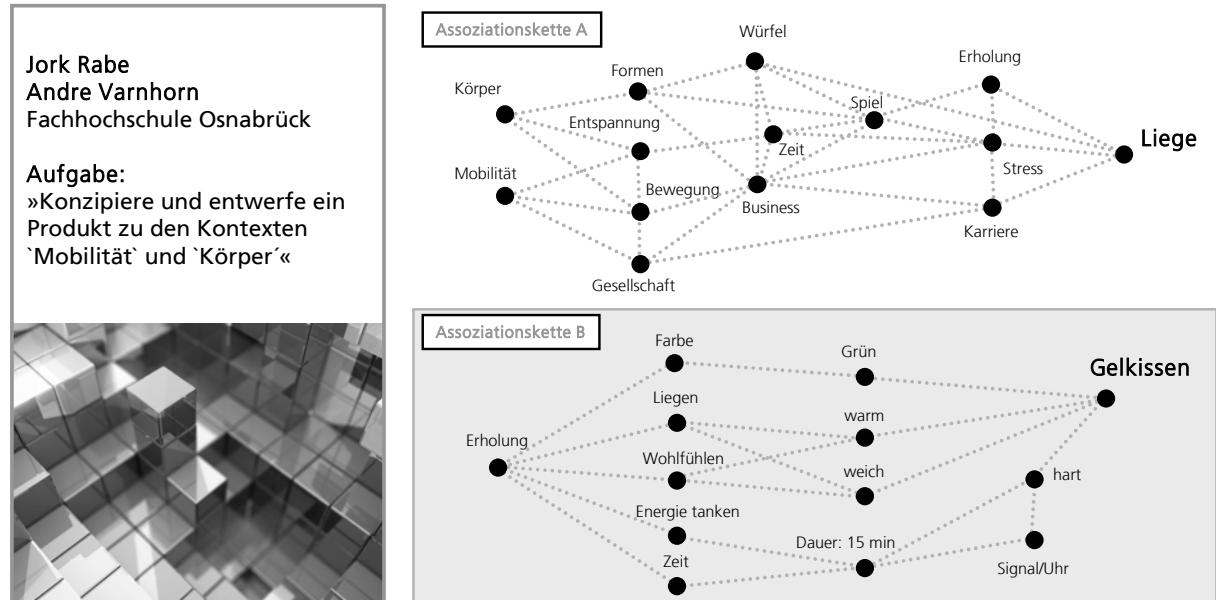 Jork Rabe
Andre Varnhorn
Fachhochschule Osnabrück
Aufgabe:
»Konzipiere und entwerfe ein
Produkt zu den Kontexten
`Mobilität` und `Körper´«
Assoziationskette A
Würfel
Erholung
Formen
Körper
Spiel
Entspannung
Liege
Zeit
Stress
Mobilität
Bewegung
Business
Karriere
Gesellschaft
Assoziationskette B
Farbe
Grün
Gelkissen
Liegen
warm
Erholung
Wohlfühlen
weich
hart
Energie tanken
Dauer: 15 min
Zeit
Signal/Uhr